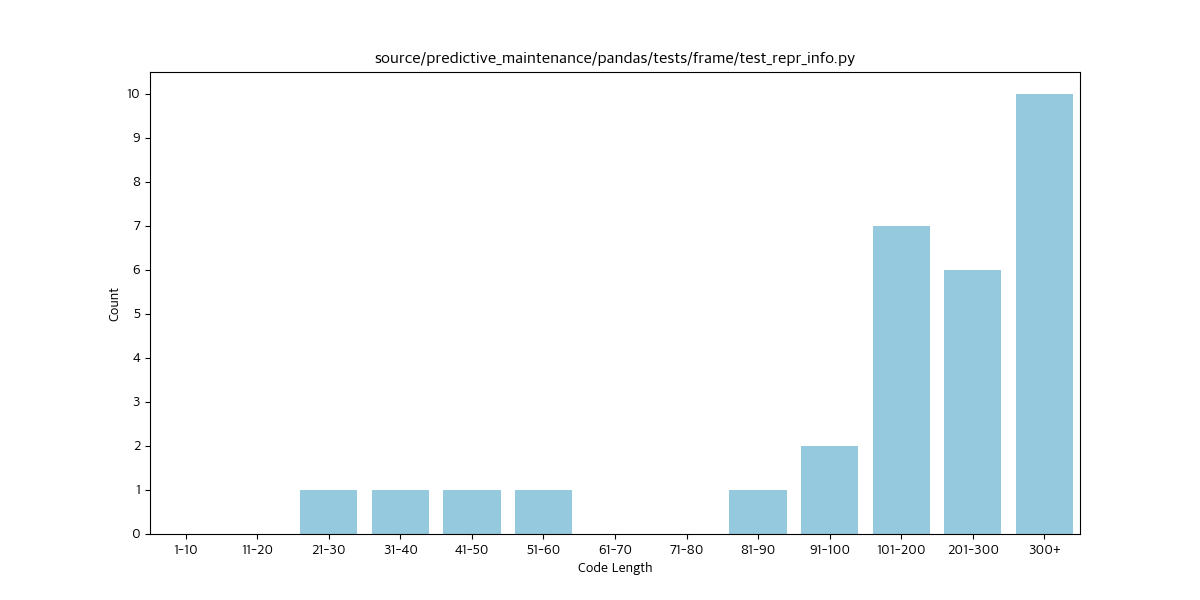 source/predictive_maintenance/pandas/tests/frame/test_repr_info.py
10
9
8
7
6
5
4
3
2
1
0
Count
1-10 11-20 21-30 31-40 41-50 51-60 61-70 71-80 81-90 91-100 101-200 201-300 300+
Code Length